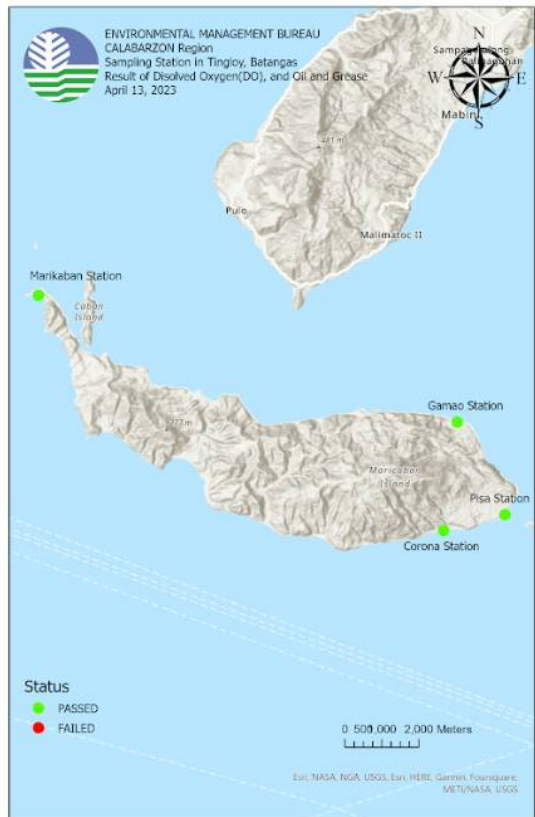 ENVIRONMENTAL MANAGEMENT BUREAU
CALABARZON Region
Sampling Station in Tingloy, Batangas
Result of Disolved Oxygen(DO), and Oil and Grease
April 13, 2023
N
W
E
S
Mabini
481 m
Pulo
Malimatoc II
Marikaban Station
Caban
Island
277 m
Gamao Station
Maricaban
Island
Pisa Station
Corona Station
Status
PASSED
FAILED
0 500 1,000 2,000 Meters
Esri, NASA, NGA, USGS, Esri, HERE, Garmin, Foursquare,
METI/NASA, USGS